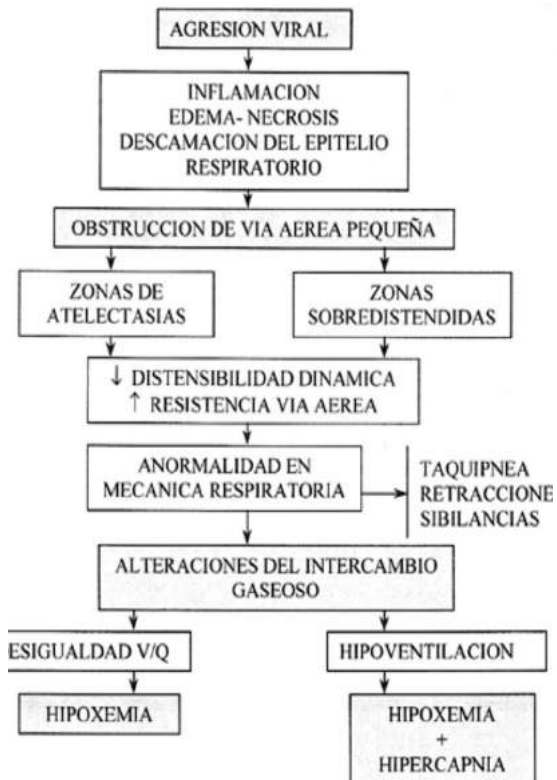 AGRESION VIRAL
INFLAMACION
EDEMA- NECROSIS
DESCAMACION DEL EPITELIO
RESPIRATORIO
OBSTRUCCION DE VIA AEREA PEQUEÑA
ZONAS DE
ATELECTASIAS
ZONAS
SOBREDISTENDIDAS
↓ DISTENSIBILIDAD DINAMICA
↑ RESISTENCIA VIA AEREA
ANORMALIDAD EN
MECANICA RESPIRATORIA
TAQUIPNEA
RETRACCIONE
SIBILANCIAS
ALTERACIONES DEL INTERCAMBIO
GASEOSO
ESIGUALDAD V/Q
HIPOVENTILACION
HIPOXEMIA
HIPOXEMIA
+
HIPERCAPNIA